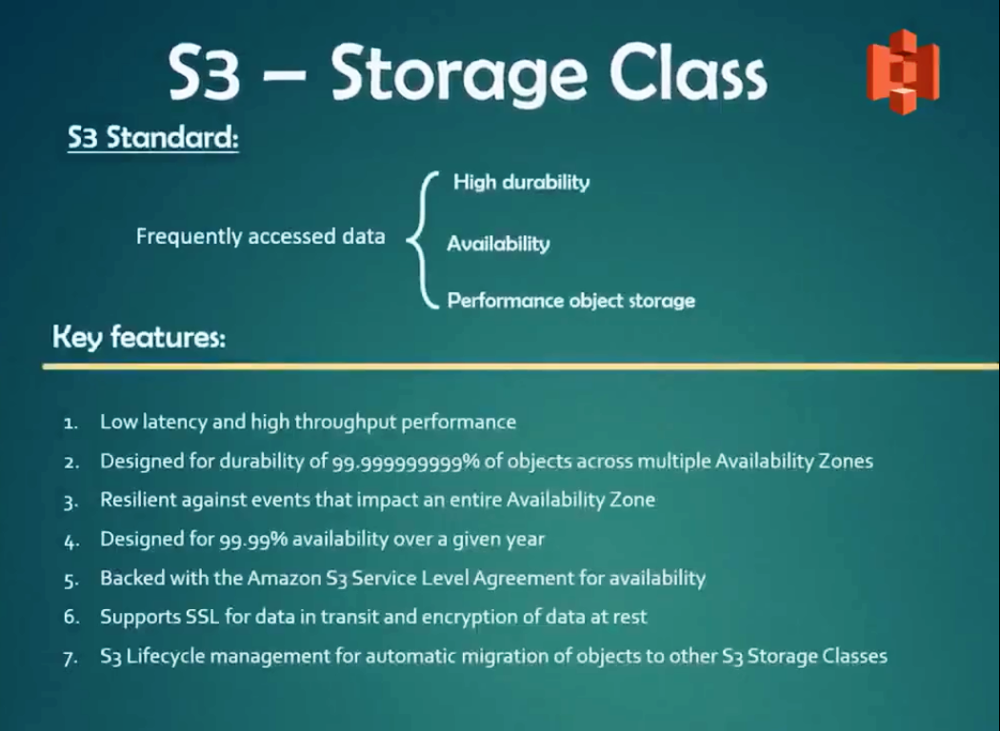 S3 – Storage Class
S3 Standard:
Frequently accessed data
High durability
Availability
Performance object storage
Key features:
1. Low latency and high throughput performance
2. Designed for durability of 99.999999999% of objects across multiple Availability Zones
3. Resilient against events that impact an entire Availability Zone
4. Designed for 99.99% availability over a given year
5. Backed with the Amazon S3 Service Level Agreement for availability
6. Supports SSL for data in transit and encryption of data at rest
7. S3 Lifecycle management for automatic migration of objects to other S3 Storage Classes